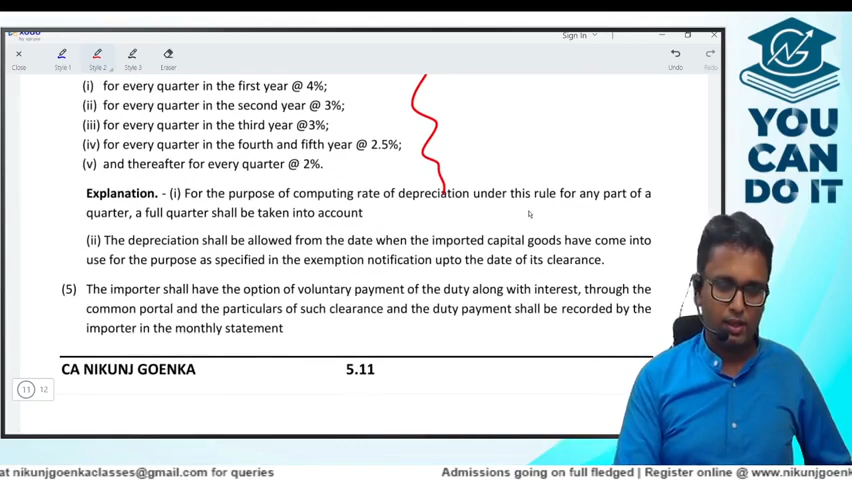 xodo
Sign In
Close
Style 1
Style 2
Style 3
Eraser
Undo
Redo
(i) for every quarter in the first year @ 4%;
(ii) for every quarter in the second year @ 3%;
(iii) for every quarter in the third year @3%;
(iv) for every quarter in the fourth and fifth year @ 2.5%;
(v) and thereafter for every quarter @ 2%.
Explanation. - (i) For the purpose of computing rate of depreciation under this rule for any part of a
quarter, a full quarter shall be taken into account
(ii) The depreciation shall be allowed from the date when the imported capital goods have come into
use for the purpose as specified in the exemption notification upto the date of its clearance.
(5) The importer shall have the option of voluntary payment of the duty along with interest, through the
common portal and the particulars of such clearance and the duty payment shall be recorded by the
importer in the monthly statement
CA NIKUNJ GOENKA 5.11
11 12
NG
YOU
CAN
DO IT
at nikunjgoenkaclasses@gmail.com for queries
Admissions going on full fledged | Register online @ www.nikunjgoenk